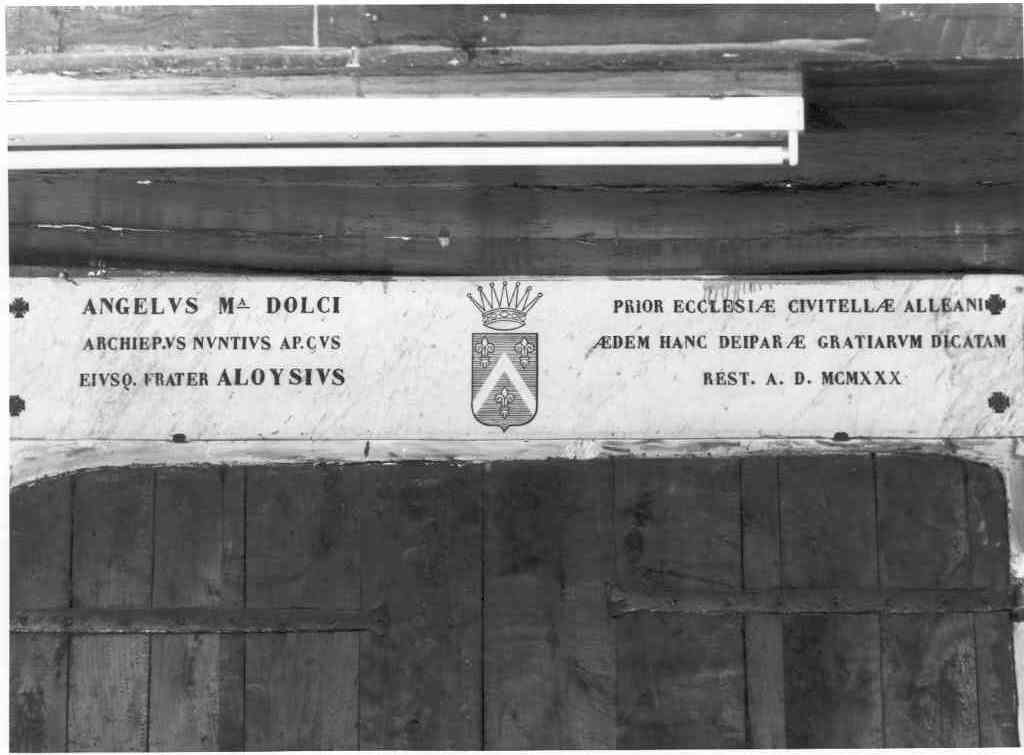 ANGELVS Mᴬ DOLCI
ARCHIEP.VS NVNTIVS AP.CVS
EIVSQ. FRATER ALOYSIVS
PRIOR ECCLESIÆ CIVITELLÆ ALLEANI
ÆDEM HANC DEIPARÆ GRATIARVM DICATAM
REST. A. D. MCMXXX